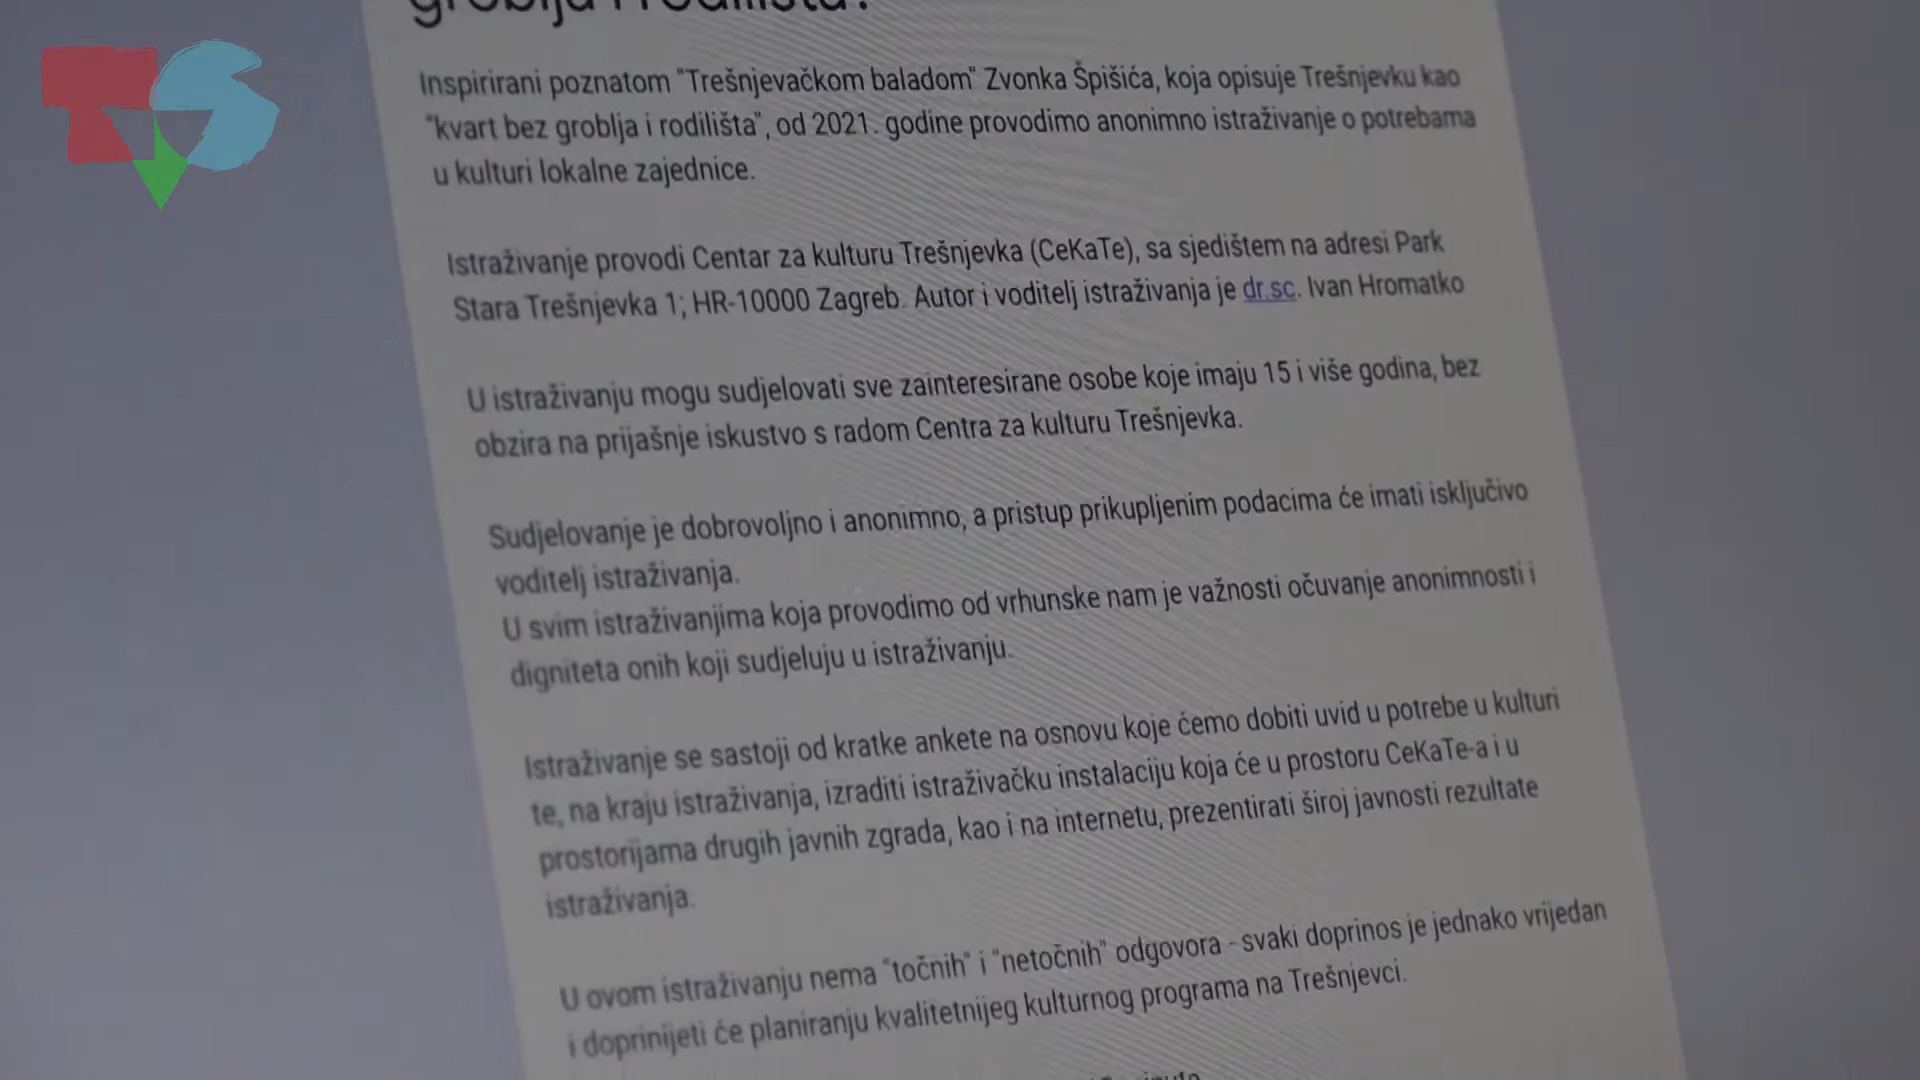 groblja i rodilišta?
Inspirirani poznatom "Trešnjevačkom baladom" Zvonka Špišića, koja opisuje Trešnjevku kao
"kvart bez groblja i rodilišta", od 2021. godine provodimo anonimno istraživanje o potrebama
u kulturi lokalne zajednice.
Istraživanje provodi Centar za kulturu Trešnjevka (CeKaTe), sa sjedištem na adresi Park
Stara Trešnjevka 1; HR-10000 Zagreb. Autor i voditelj istraživanja je dr.sc. Ivan Hromatko
U istraživanju mogu sudjelovati sve zainteresirane osobe koje imaju 15 i više godina, bez
obzira na prijašnje iskustvo s radom Centra za kulturu Trešnjevka.
Sudjelovanje je dobrovoljno i anonimno, a pristup prikupljenim podacima će imati isključivo
voditelj istraživanja.
U svim istraživanjima koja provodimo od vrhunske nam je važnosti očuvanje anonimnosti i
digniteta onih koji sudjeluju u istraživanju.
Istraživanje se sastoji od kratke ankete na osnovu koje ćemo dobiti uvid u potrebe u kulturi
te, na kraju istraživanja, izraditi istraživačku instalaciju koja će u prostoru CeKaTe-a i u
prostorijama drugih javnih zgrada, kao i na internetu, prezentirati široj javnosti rezultate
istraživanja.
U ovom istraživanju nema "točnih" i "netočnih" odgovora - svaki doprinos je jednako vrijedan
i doprinijeti će planiranju kvalitetnijeg kulturnog programa na Trešnjevci.